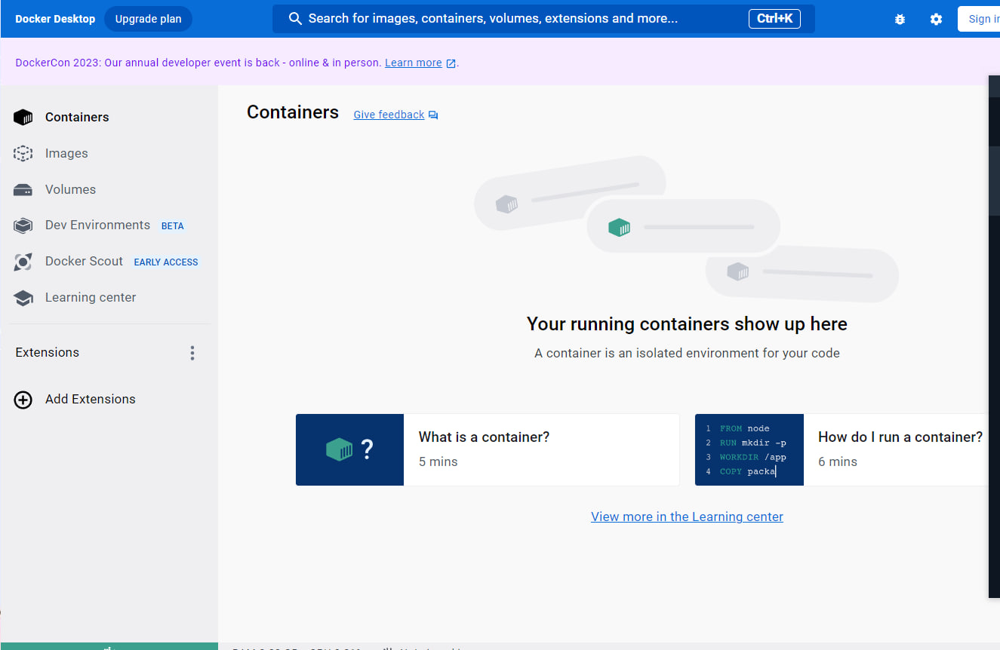 Docker Desktop Upgrade plan Search for images, containers, volumes, extensions and more... Ctrl+K Sign in
DockerCon 2023: Our annual developer event is back - online & in person. Learn more .
Containers
Images
Volumes
Dev Environments BETA
Docker Scout EARLY ACCESS
Learning center
Extensions
Add Extensions
Containers Give feedback
Your running containers show up here
A container is an isolated environment for your code
?
What is a container?
5 mins
1 FROM node
2 RUN mkdir -p
3 WORKDIR /app
4 COPY packa
How do I run a container?
6 mins
View more in the Learning center